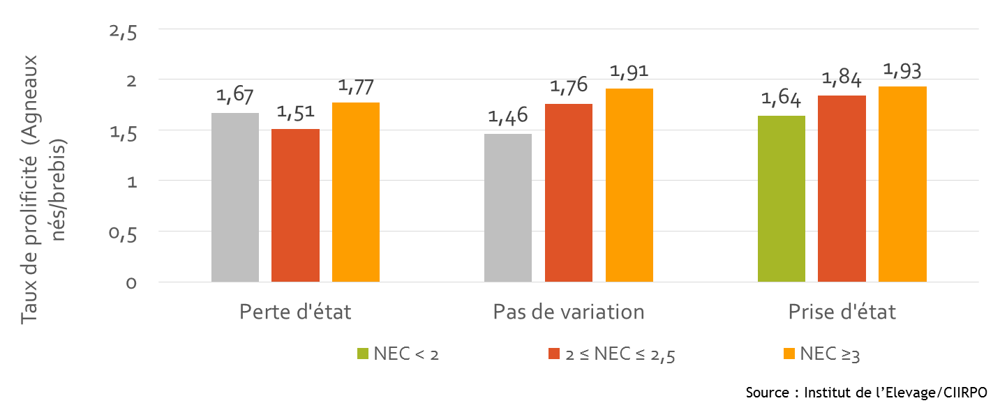 Taux de prolificité (Agneaux
nés/brebis)
2,5
2
1,5
1
0,5
0
1,67
1,51
1,77
1,46
1,76
1,91
1,64
1,84
1,93
Perte d'état
Pas de variation
Prise d'état
NEC < 2
2 ≤ NEC ≤ 2,5
NEC ≥3
Source : Institut de l’Elevage/CIIRPO